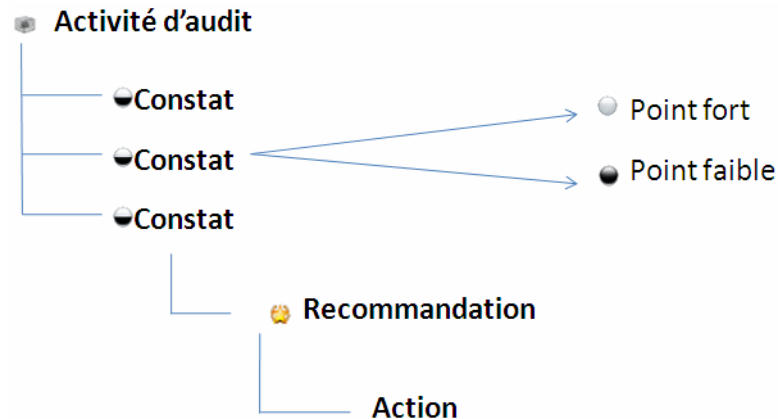 Activité d’audit
Constat
Point fort
Constat
Point faible
Constat
Recommandation
Action